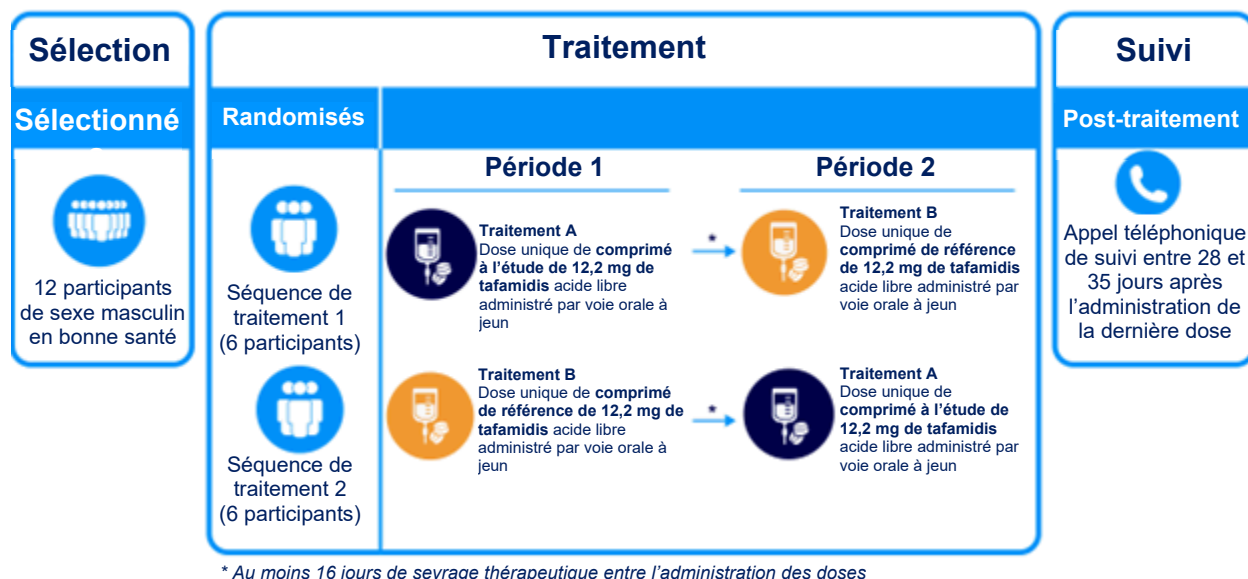 Sélection
Sélectionné
12 participants
de sexe masculin
en bonne santé
Traitement
Randomisés
Séquence de
traitement 1
(6 participants)
Séquence de
traitement 2
(6 participants)
Période 1
Traitement A
Dose unique de comprimé
à l’étude de 12,2 mg de
tafamidis acide libre
administré par voie orale à
jeun
*
Période 2
Traitement B
Dose unique de
comprimé de référence
de 12,2 mg de tafamidis
acide libre administré par
voie orale à jeun
Traitement B
Dose unique de comprimé
de référence de 12,2 mg de
tafamidis acide libre
administré par voie orale à
jeun
*
Traitement A
Dose unique de
comprimé à l’étude de
12,2 mg de tafamidis
acide libre administré par
voie orale à jeun
Suivi
Post-traitement
Appel téléphonique
de suivi entre 28 et
35 jours après
l’administration de
la dernière dose
* Au moins 16 jours de sevrage thérapeutique entre l’administration des doses